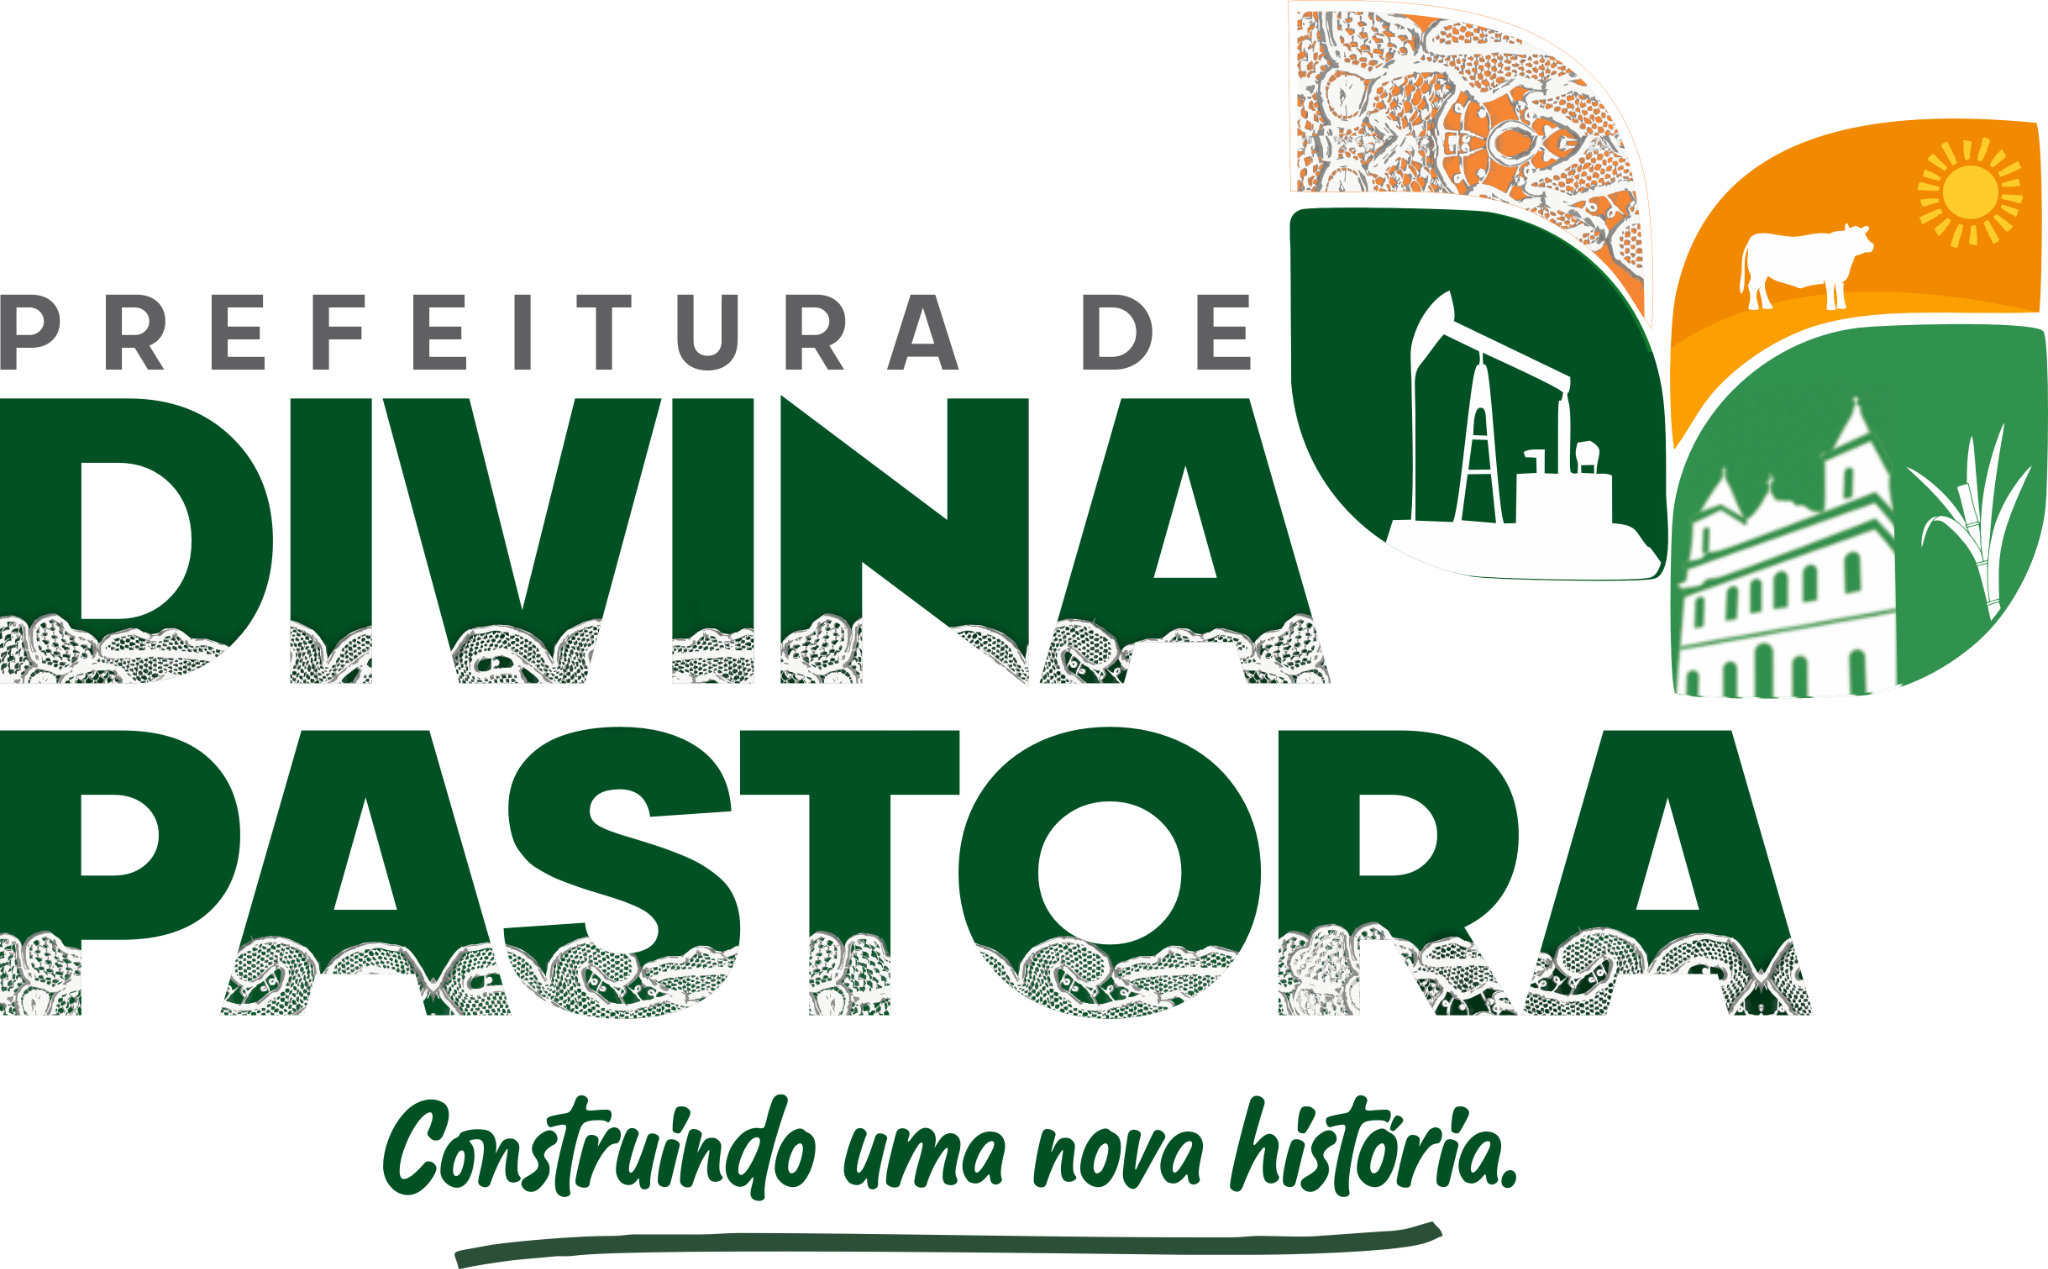 PREFEITURA DE
DIVINA
PASTORA
Construindo uma nova história.